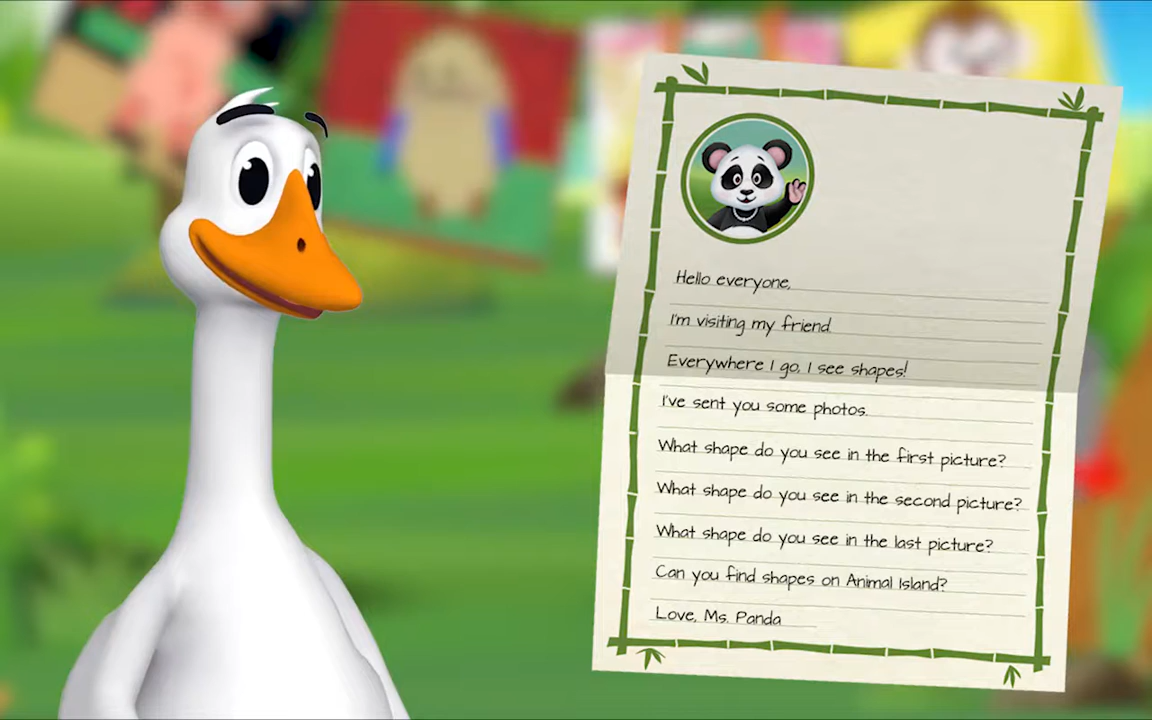 Hello everyone,
I'm visiting my friend.
Everywhere I go, I see shapes!
I've sent you some photos.
What shape do you see in the first picture?
What shape do you see in the second picture?
What shape do you see in the last picture?
Can you find shapes on Animal Island?
Love, Ms. Panda